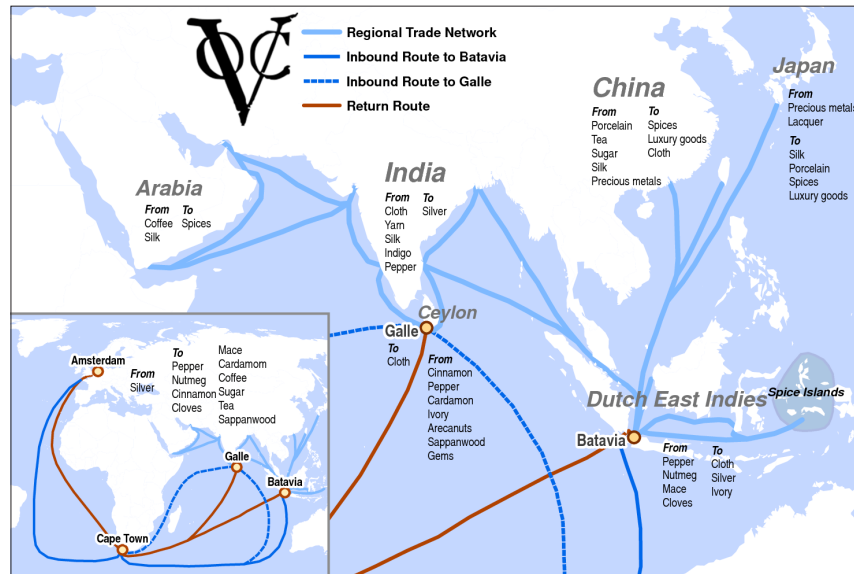 VOC
Regional Trade Network
Inbound Route to Batavia
Inbound Route to Galle
Return Route
Japan
From
Precious metals
Lacquer
To
Silk
Porcelain
Spices
Luxury goods
China
From
Porcelain
Tea
Sugar
Silk
Precious metals
To
Spices
Luxury goods
Cloth
India
From
Cloth
Yarn
Silk
Indigo
Pepper
To
Silver
Arabia
From
Coffee
Silk
To
Spices
Ceylon
Galle
To
Cloth
From
Cinnamon
Pepper
Cardamon
Ivory
Arecanuts
Sappanwood
Gems
Dutch East Indies
Spice Islands
Batavia
From
Pepper
Nutmeg
Mace
Cloves
To
Cloth
Silver
Ivory
Amsterdam
From
Silver
To
Pepper
Nutmeg
Cinnamon
Cloves
Mace
Cardamom
Coffee
Sugar
Tea
Sappanwood
Galle
Batavia
Cape Town